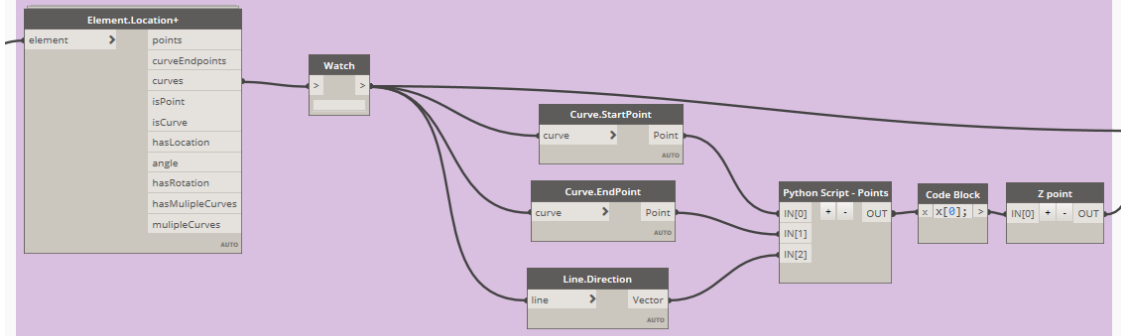 Element.Location+
element > points
curveEndpoints
curves
isPoint
isCurve
hasLocation
angle
hasRotation
hasMulipleCurves
mulipleCurves
AUTO
Watch
> >
Curve.StartPoint
curve > Point
AUTO
Curve.EndPoint
curve > Point
AUTO
Line.Direction
line > Vector
AUTO
Python Script - Points
IN[0] + - OUT
IN[1]
IN[2]
Code Block
x x[0]; >
Z point
IN[0] + - OUT